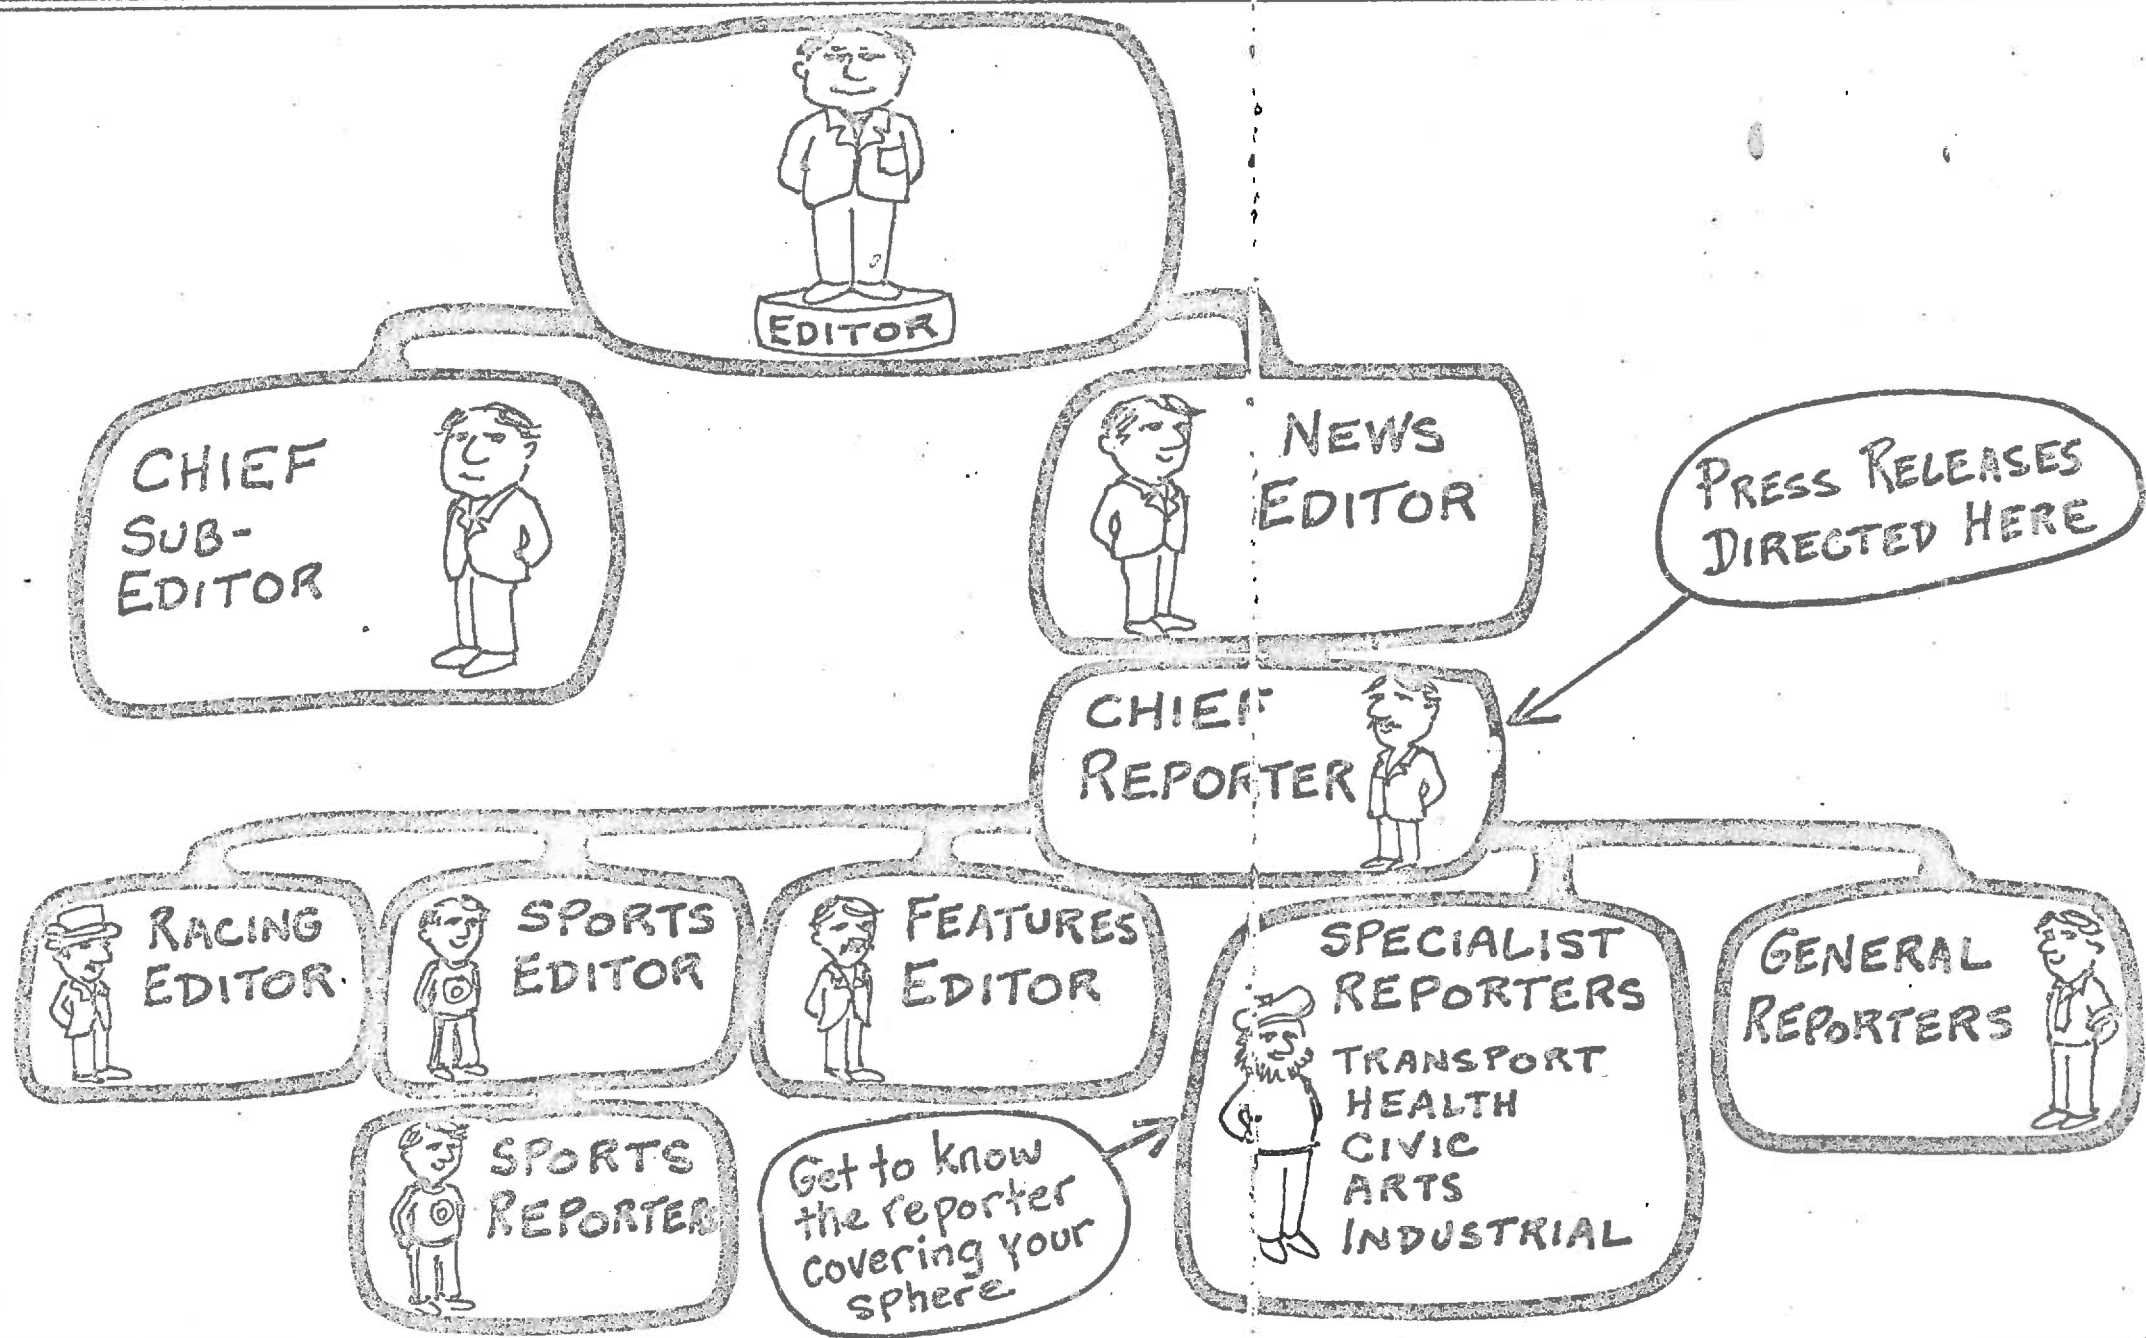 EDITOR
CHIEF
SUB-
EDITOR
NEWS
EDITOR
PRESS RELEASES
DIRECTED HERE
CHIEF
REPORTER
RACING
EDITOR
SPORTS
EDITOR
FEATURES
EDITOR
SPECIALIST
REPORTERS
TRANSPORT
HEALTH
CIVIC
ARTS
INDUSTRIAL
GENERAL
REPORTERS
SPORTS
REPORTER
Get to know
the reporter
covering your
sphere